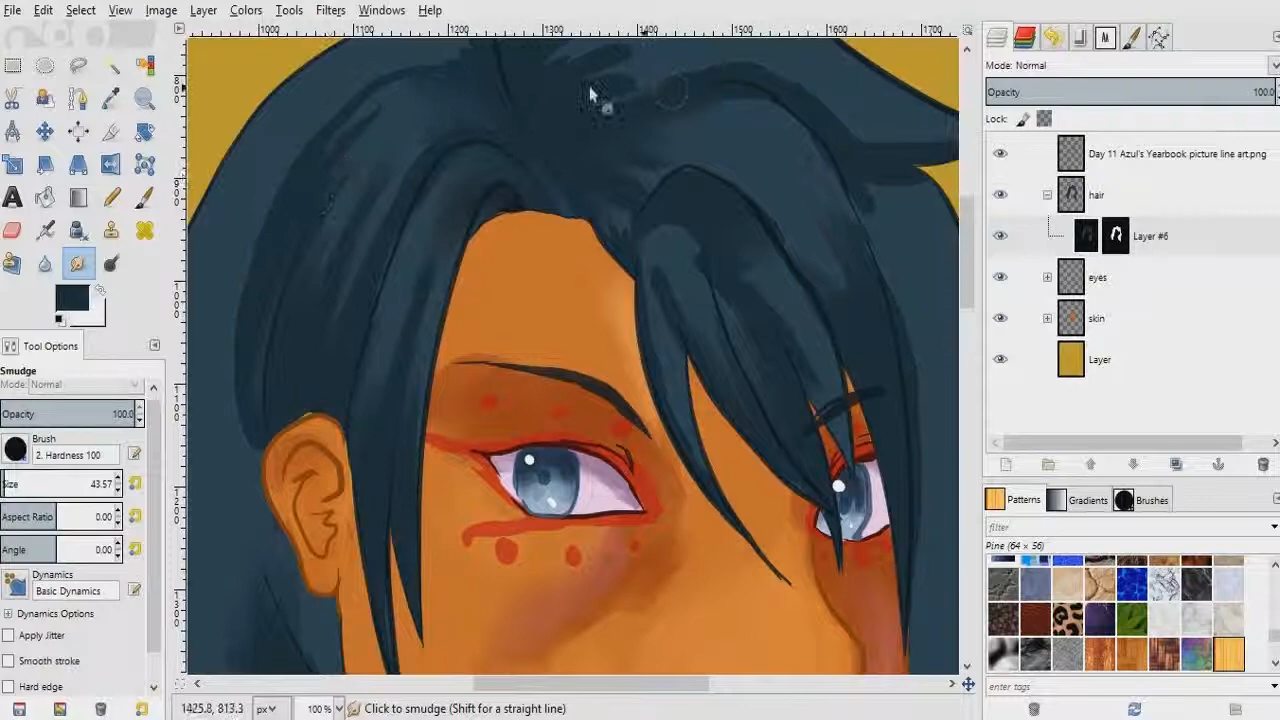 File Edit Select View Image Layer Colors Tools Filters Windows Help
1000 1100 1200 1300 1400 1500 1600 1700
Mode: Normal
Opacity 100.0
Lock:
Day 11 Azul's Yearbook picture line art.png
hair
Layer #6
eyes
skin
Layer
Tool Options
Smudge
Mode: Normal
Opacity 100.0
Brush
2. Hardness 100
Size 43.57
Aspect Ratio 0.00
Angle 0.00
Dynamics
Basic Dynamics
Dynamics Options
Apply Jitter
Smooth stroke
Hard edge
Patterns Gradients Brushes
filter
Pine (64 × 56)
enter tags
1425.8, 813.3 px 100% Click to smudge (Shift for a straight line)